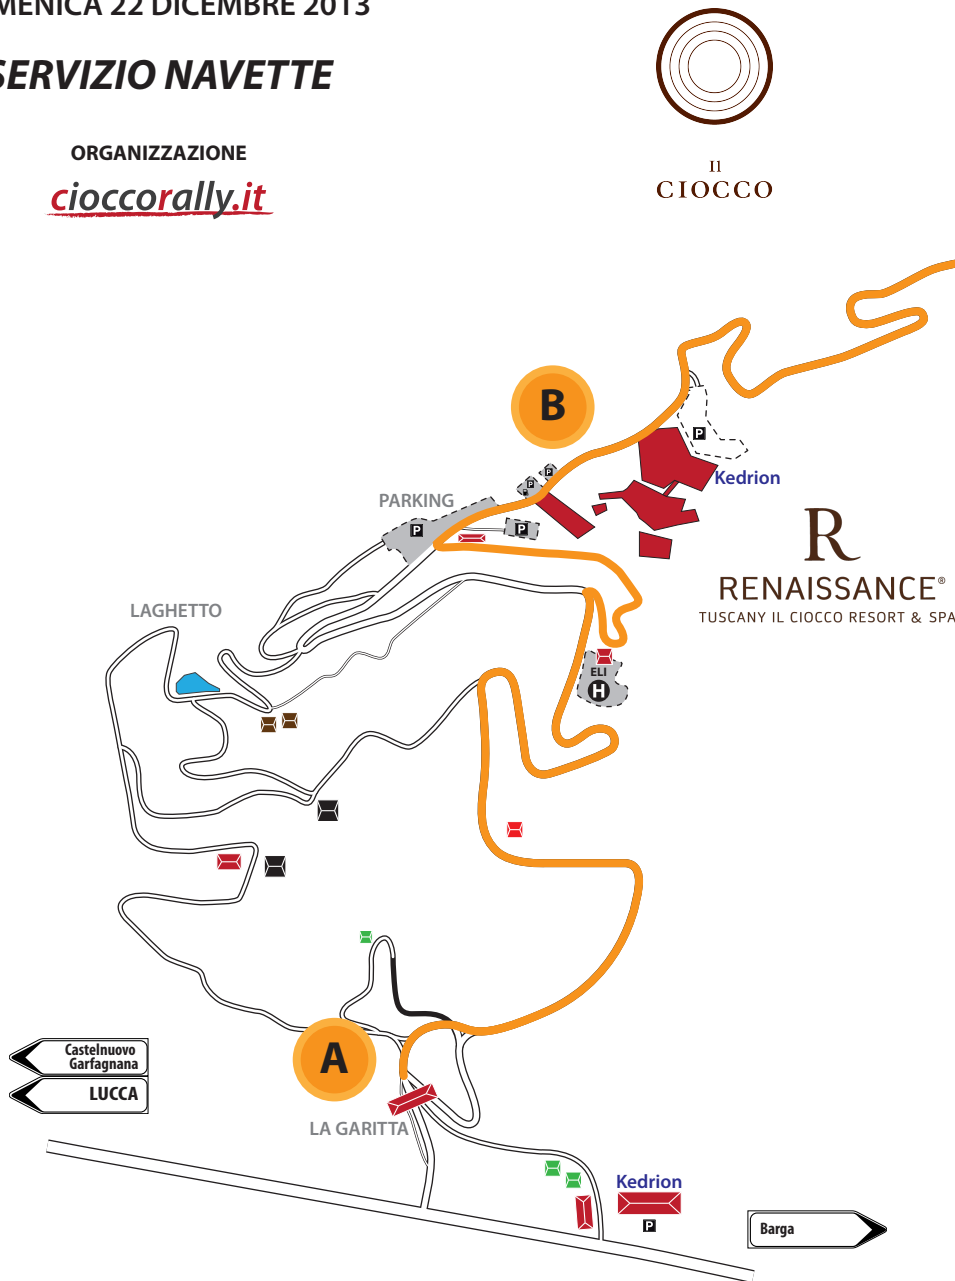 MENICA 22 DICEMBRE 2013
SERVIZIO NAVETTE
ORGANIZZAZIONE
cioccorally.it
Il
CIOCCO
B
P
Kedrion
P
P
PARKING
P
P
R
RENAISSANCE®
TUSCANY IL CIOCCO RESORT & SPA
LAGHETTO
ELI
H
A
Castelnuovo
Garfagnana
LUCCA
LA GARITTA
Kedrion
P
Barga